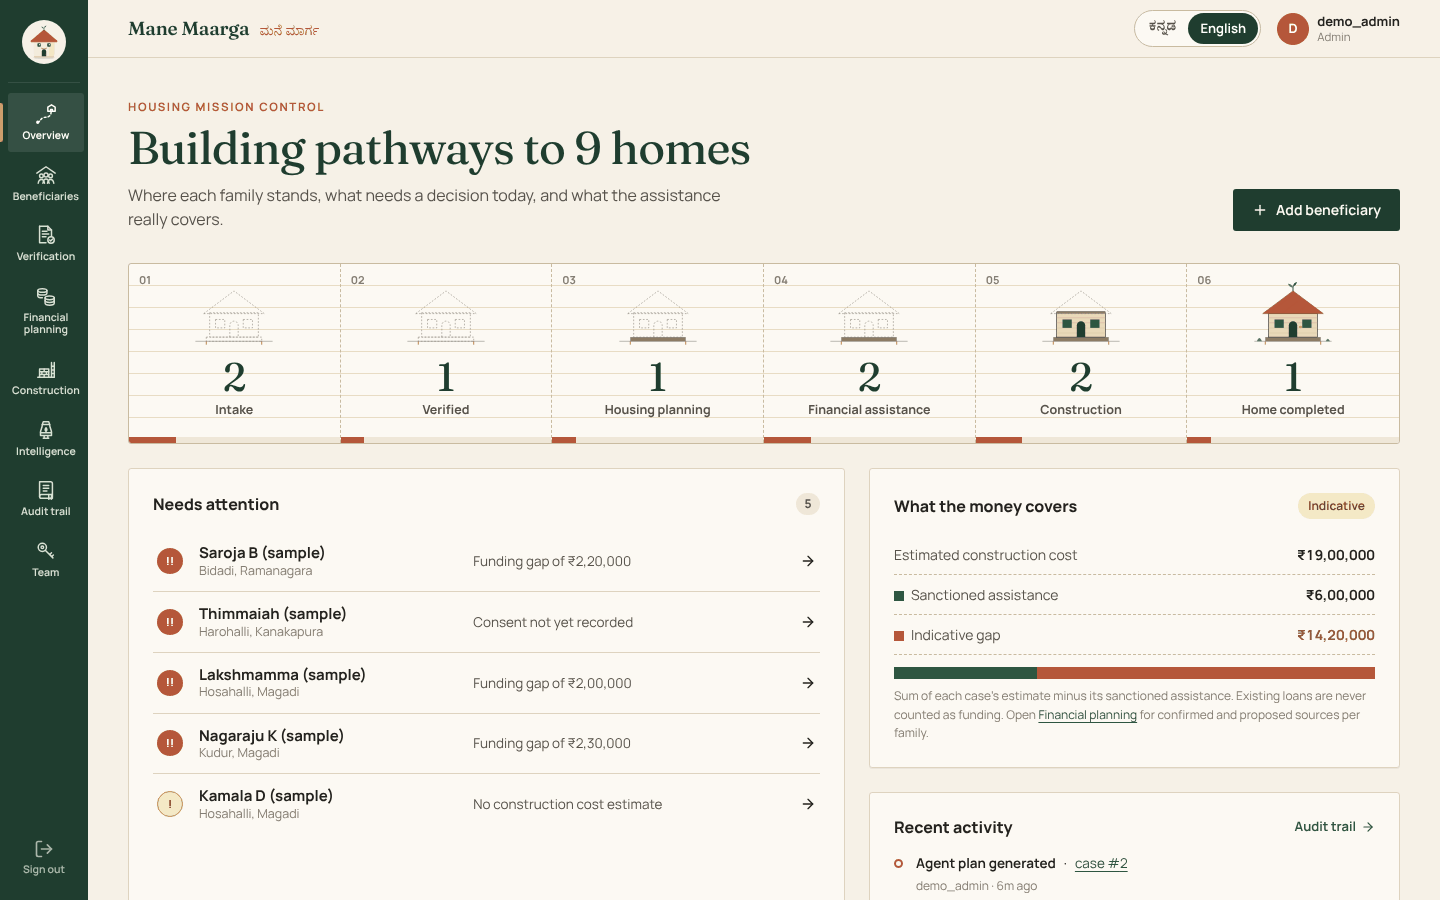 Mane Maarga ಮನೆ ಮಾರ್ಗ
ಕನ್ನಡ English
D demo_admin
Admin
Overview
Beneficiaries
Verification
Financial
planning
Construction
Intelligence
Audit trail
Team
Sign out
HOUSING MISSION CONTROL
Building pathways to 9 homes
Where each family stands, what needs a decision today, and what the assistance
really covers.
+ Add beneficiary
01 02 03 04 05 06
2 1 1 2 2 1
Intake Verified Housing planning Financial assistance Construction Home completed
Needs attention 5
!! Saroja B (sample) Funding gap of ₹2,20,000 →
Bidadi, Ramanagara
!! Thimmaiah (sample) Consent not yet recorded →
Harohalli, Kanakapura
!! Lakshmamma (sample) Funding gap of ₹2,00,000 →
Hosahalli, Magadi
!! Nagaraju K (sample) Funding gap of ₹2,30,000 →
Kudur, Magadi
! Kamala D (sample) No construction cost estimate →
Hosahalli, Magadi
What the money covers Indicative
Estimated construction cost ₹19,00,000
Sanctioned assistance ₹6,00,000
Indicative gap ₹14,20,000
Sum of each case's estimate minus its sanctioned assistance. Existing loans are never
counted as funding. Open Financial planning for confirmed and proposed sources per
family.
Recent activity Audit trail →
Agent plan generated · case #2
demo_admin · 6m ago